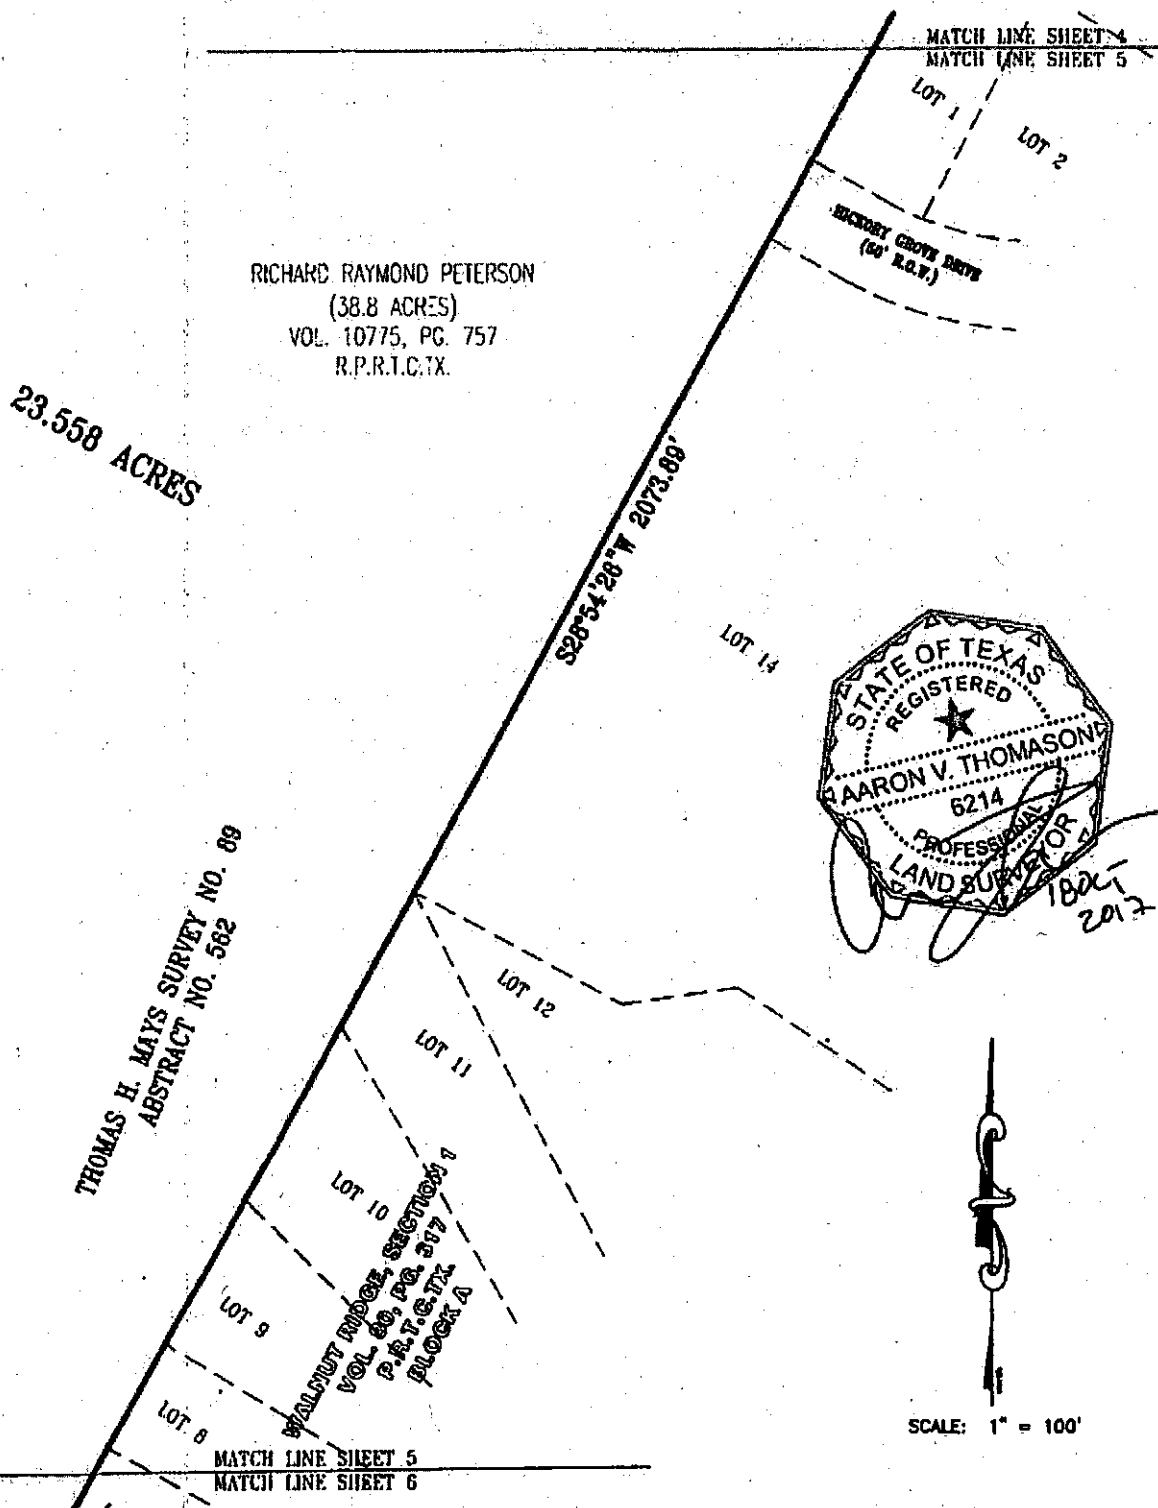 MATCH LINE SHEET 4
MATCH LINE SHEET 5
LOT 1
LOT 2
HICKORY GROVE DRIVE
(60' R.O.W.)
RICHARD RAYMOND PETERSON
(38.8 ACRES)
VOL. 10775, PG. 757
R.P.R.T.C.TX.
23.558 ACRES
S28°54'26"W 2073.89'
LOT 14
STATE OF TEXAS
REGISTERED
AARON V. THOMASON
6214
PROFESSIONAL
LAND SURVEYOR
18 OCT
2017
THOMAS H. MAYS SURVEY NO. 89
ABSTRACT NO. 562
LOT 12
LOT 11
LOT 10
WALNUT RIDGE, SECTION 1
VOL. 80, PG. 317
P.R.T.C.TX.
BLOCK A
LOT 9
LOT 8
SCALE: 1" = 100'
MATCH LINE SHEET 5
MATCH LINE SHEET 6